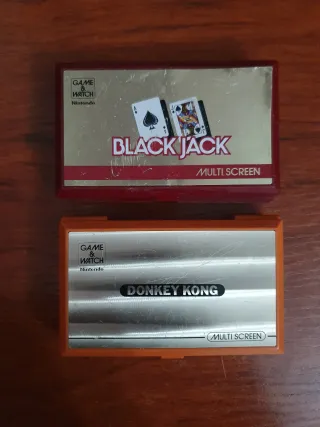 GAME
&
WATCH
Nintendo
BLACK JACK
MULTI SCREEN
GAME
&
WATCH
Nintendo
DONKEY KONG
MULTI SCREEN